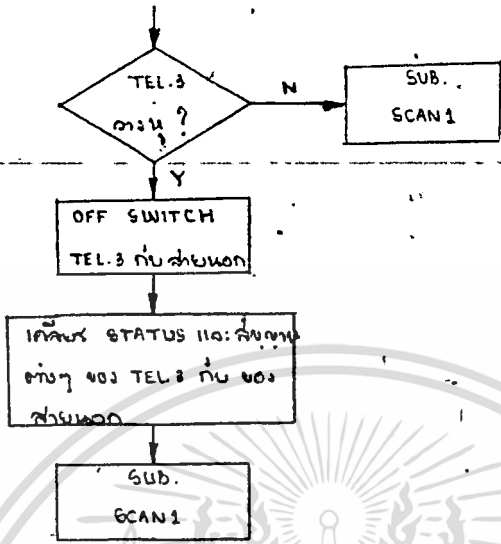 TEL.3
วางหู ?
N
SUB.
SCAN1
Y
OFF SWITCH
TEL.3 กับ สายนอก
เคลียร์ STATUS และสัญญาณ
ต่างๆ ของ TEL.3 กับ ของ
สายนอก
SUB.
SCAN1